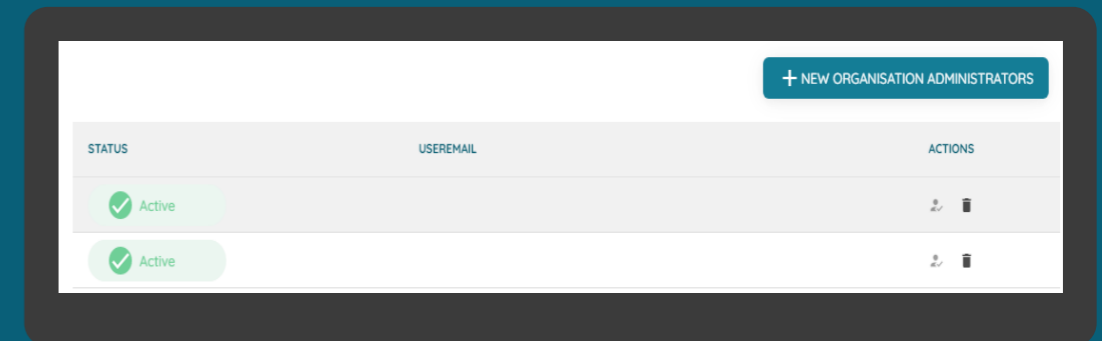 + NEW ORGANISATION ADMINISTRATORS
STATUS USEREMAIL ACTIONS
Active
Active